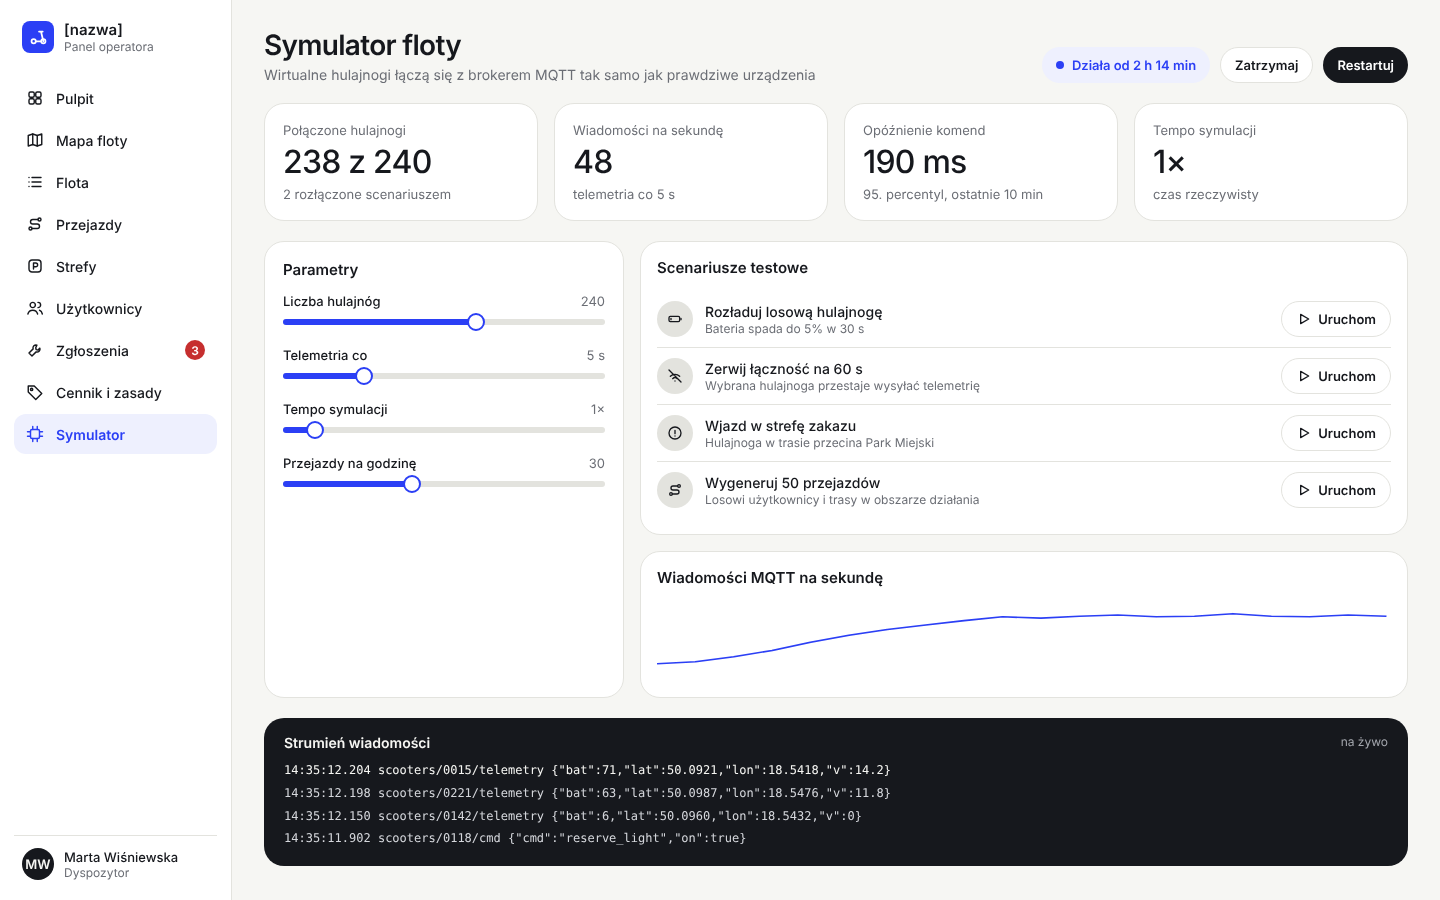 [nazwa]
Panel operatora
Pulpit
Mapa floty
Flota
Przejazdy
Strefy
Użytkownicy
Zgłoszenia 3
Cennik i zasady
Symulator
MW
Marta Wiśniewska
Dyspozytor
Symulator floty
Wirtualne hulajnogi łączą się z brokerem MQTT tak samo jak prawdziwe urządzenia
Działa od 2 h 14 min
Zatrzymaj
Restartuj
Połączone hulajnogi
238 z 240
2 rozłączone scenariuszem
Wiadomości na sekundę
48
telemetria co 5 s
Opóźnienie komend
190 ms
95. percentyl, ostatnie 10 min
Tempo symulacji
1×
czas rzeczywisty
Parametry
Liczba hulajnóg 240
Telemetria co 5 s
Tempo symulacji 1×
Przejazdy na godzinę 30
Scenariusze testowe
Rozładuj losową hulajnogę
Bateria spada do 5% w 30 s
Uruchom
Zerwij łączność na 60 s
Wybrana hulajnoga przestaje wysyłać telemetrię
Uruchom
Wjazd w strefę zakazu
Hulajnoga w trasie przecina Park Miejski
Uruchom
Wygeneruj 50 przejazdów
Losowi użytkownicy i trasy w obszarze działania
Uruchom
Wiadomości MQTT na sekundę
Strumień wiadomości
na żywo
14:35:12.204 scooters/0015/telemetry {"bat":71,"lat":50.0921,"lon":18.5418,"v":14.2}
14:35:12.198 scooters/0221/telemetry {"bat":63,"lat":50.0987,"lon":18.5476,"v":11.8}
14:35:12.150 scooters/0142/telemetry {"bat":6,"lat":50.0960,"lon":18.5432,"v":0}
14:35:11.902 scooters/0118/cmd {"cmd":"reserve_light","on":true}